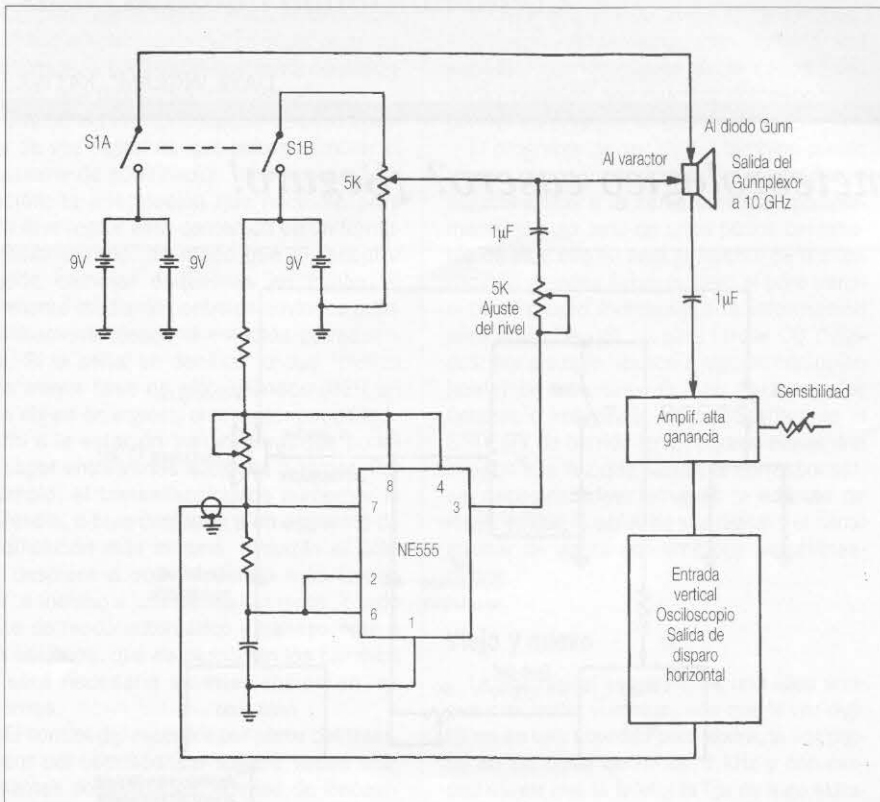 S1A
S1B
5K
9V
9V
9V
Al diodo Gunn
Al varactor
Salida del
Gunnplexor
a 10 GHz
1µF
5K
Ajuste
del nivel
1µF
Sensibilidad
Amplif. alta
ganancia
8
4
7
3
NE555
2
6
1
Entrada
vertical
Osciloscopio
Salida de
disparo
horizontal